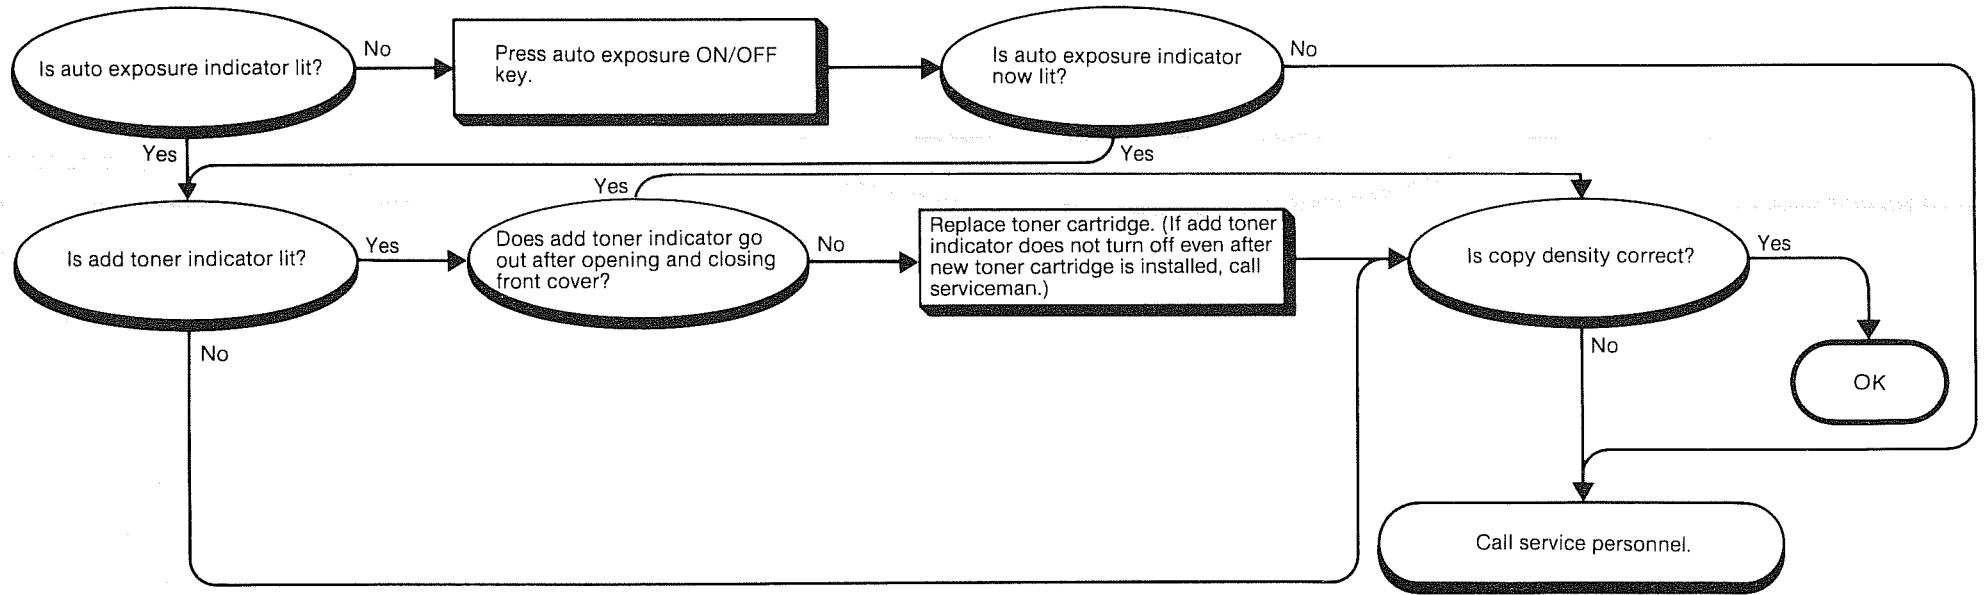 Is auto exposure indicator lit?
No
Press auto exposure ON/OFF
key.
Is auto exposure indicator
now lit?
No
Yes
Yes
Is add toner indicator lit?
Yes
Does add toner indicator go
out after opening and closing
front cover?
Yes
No
Replace toner cartridge. (If add toner
indicator does not turn off even after
new toner cartridge is installed, call
serviceman.)
Is copy density correct?
Yes
No
No
OK
Call service personnel.